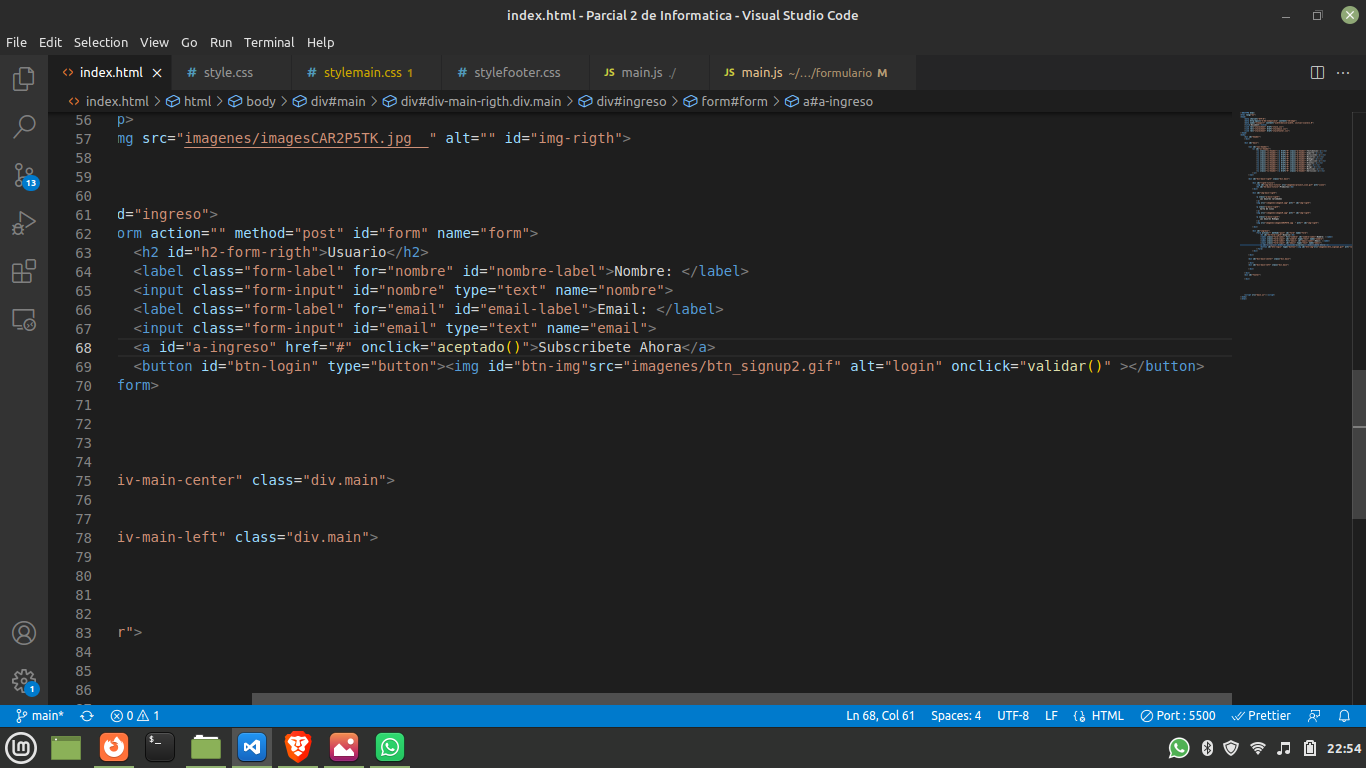 index.html - Parcial 2 de Informatica - Visual Studio Code
File Edit Selection View Go Run Terminal Help
index.html style.css stylemain.css 1 stylefooter.css main.js ./ main.js ~/.../formulario M
index.html > html > body > div#main > div#div-main-rigth.div.main > div#ingreso > form#form > a#a-ingreso
56 p>
57 mg src="imagenes/imagesCAR2P5TK.jpg  " alt="" id="img-rigth">
58
59
60
61 d="ingreso">
62 orm action="" method="post" id="form" name="form">
63 <h2 id="h2-form-rigth">Usuario</h2>
64 <label class="form-label" for="nombre" id="nombre-label">Nombre: </label>
65 <input class="form-input" id="nombre" type="text" name="nombre">
66 <label class="form-label" for="email" id="email-label">Email: </label>
67 <input class="form-input" id="email" type="text" name="email">
68 <a id="a-ingreso" href="#" onclick="aceptado()">Subscribete Ahora</a>
69 <button id="btn-login" type="button"><img id="btn-img"src="imagenes/btn_signup2.gif" alt="login" onclick="validar()" ></button>
70 form>
71
72
73
74
75 iv-main-center" class="div.main">
76
77
78 iv-main-left" class="div.main">
79
80
81
82
83 r">
84
85
86
13
1
main* 0 1 Ln 68, Col 61 Spaces: 4 UTF-8 LF HTML Port : 5500 Prettier
22:54